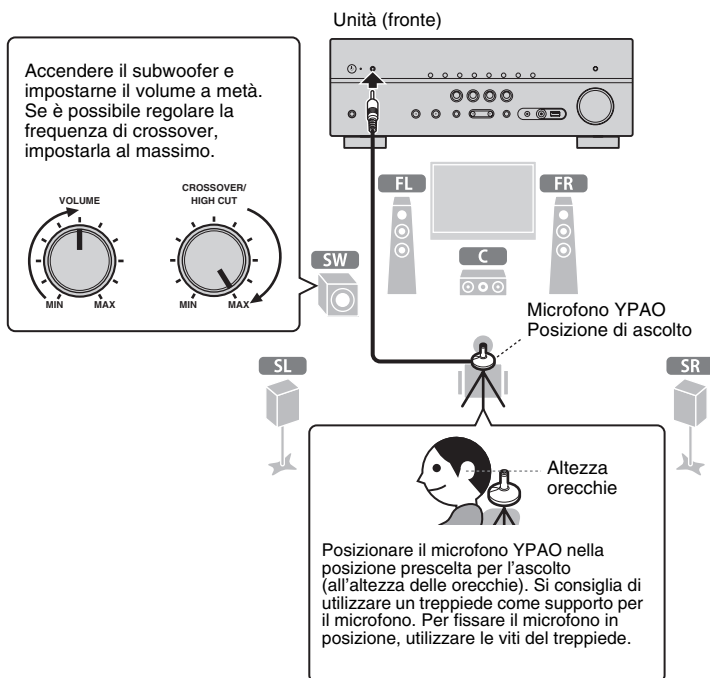 Unità (fronte)
Accendere il subwoofer e
impostarne il volume a metà.
Se è possibile regolare la
frequenza di crossover,
impostarla al massimo.
VOLUME
CROSSOVER/
HIGH CUT
MIN
MAX
MIN
MAX
FL
FR
SW
C
Microfono YPAO
Posizione di ascolto
SL
SR
Altezza
orecchie
Posizionare il microfono YPAO nella
posizione prescelta per l'ascolto
(all'altezza delle orecchie). Si consiglia di
utilizzare un treppiede come supporto per
il microfono. Per fissare il microfono in
posizione, utilizzare le viti del treppiede.